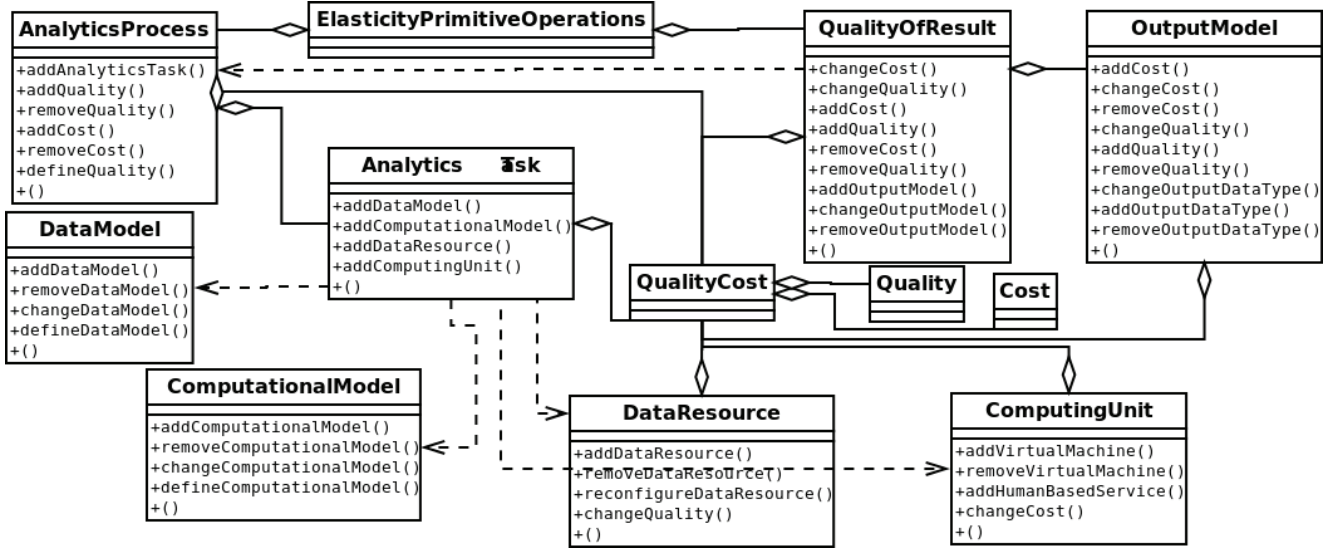 AnalyticsProcess
+addAnalyticsTask()
+addQuality()
+removeQuality()
+addCost()
+removeCost()
+defineQuality()
+()
ElasticityPrimitiveOperations
QualityOfResult
+changeCost()
+changeQuality()
+addCost()
+addQuality()
+removeCost()
+removeQuality()
+addOutputModel()
+changeOutputModel()
+removeOutputModel()
+()
OutputModel
+addCost()
+changeCost()
+removeCost()
+changeQuality()
+addQuality()
+removeQuality()
+changeOutputDataType()
+addOutputDataType()
+removeOutputDataType()
+()
Analytics Task
+addDataModel()
+addComputationalModel()
+addDataResource()
+addComputingUnit()
+()
DataModel
+addDataModel()
+removeDataModel()
+changeDataModel()
+defineDataModel()
+()
QualityCost
Quality
Cost
ComputationalModel
+addComputationalModel()
+removeComputationalModel()
+changeComputationalModel()
+defineComputationalModel()
+()
DataResource
+addDataResource()
+removeDataResource()
+reconfigureDataResource()
+changeQuality()
+()
ComputingUnit
+addVirtualMachine()
+removeVirtualMachine()
+addHumanBasedService()
+changeCost()
+()